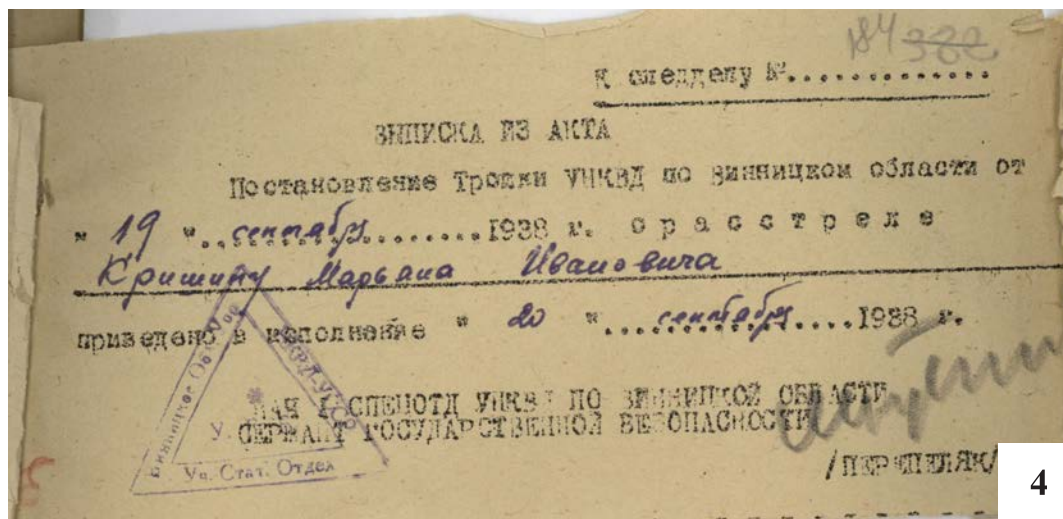 184 382
К следделу №..............
ВЫПИСКА ИЗ АКТА
Постановление Тройки УНКВД по Винницкой области от
" 19 "..сентября........1938 г. о расстреле
Кришину Марьяна Ивановича
приведено в исполнение " 20 "..сентября....1938 г.
НАЧ 1 СПЕЦОТД УНКВД ПО ВИННИЦКОЙ ОБЛАСТИ
СЕРЖАНТ ГОСУДАРСТВЕННОЙ БЕЗОПАСНОСТИ
/ПЕРЕПЕЛЯК/
Уч. Стат. Отдел
4